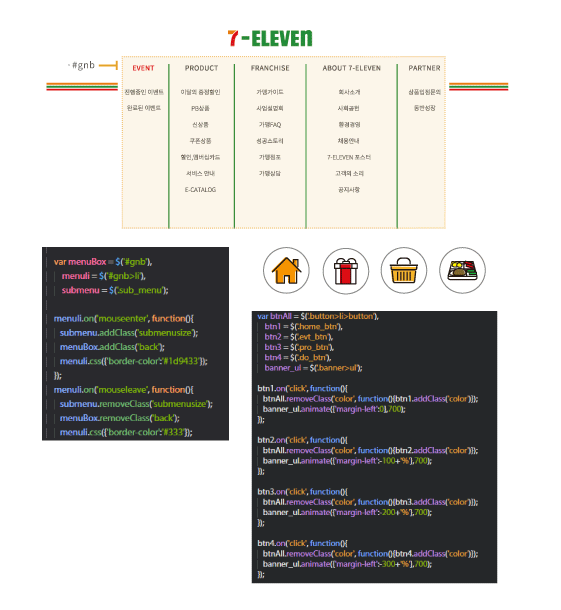 7-ELEVEN
· #gnb
EVENT
진행중인 이벤트
완료된 이벤트
PRODUCT
이달의 증정할인
PB상품
신상품
쿠폰상품
할인,멤버십카드
서비스 안내
E-CATALOG
FRANCHISE
가맹가이드
사업설명회
가맹FAQ
성공스토리
가맹점포
가맹상담
ABOUT 7-ELEVEN
회사소개
사회공헌
환경경영
채용안내
7-ELEVEN 포스터
고객의 소리
공지사항
PARTNER
상품입점문의
동반성장
var menuBox = $('#gnb'),
menuli = $('#gnb>li'),
submenu = $('.sub_menu');
menuli.on('mouseenter', function(){
submenu.addClass('submenusize');
menuBox.addClass('back');
menuli.css({'border-color':'#1d9433'});
});
menuli.on('mouseleave', function(){
submenu.removeClass('submenusize');
menuBox.removeClass('back');
menuli.css({'border-color':'#333'});
var btnAll = $('.button>li>button'),
btn1 = $('.home_btn'),
btn2 = $('.evt_btn'),
btn3 = $('.pro_btn'),
btn4 = $('.do_btn'),
banner_ul = $('.banner>ul');
btn1.on('click', function(){
btnAll.removeClass('color', function(){btn1.addClass('color')});
banner_ul.animate({'margin-left':0},700);
});
btn2.on('click', function(){
btnAll.removeClass('color', function(){btn2.addClass('color')});
banner_ul.animate({'margin-left':-100+'%'},700);
});
btn3.on('click', function(){
btnAll.removeClass('color', function(){btn3.addClass('color')});
banner_ul.animate({'margin-left':-200+'%'},700);
});
btn4.on('click', function(){
btnAll.removeClass('color', function(){btn4.addClass('color')});
banner_ul.animate({'margin-left':-300+'%'},700);
});